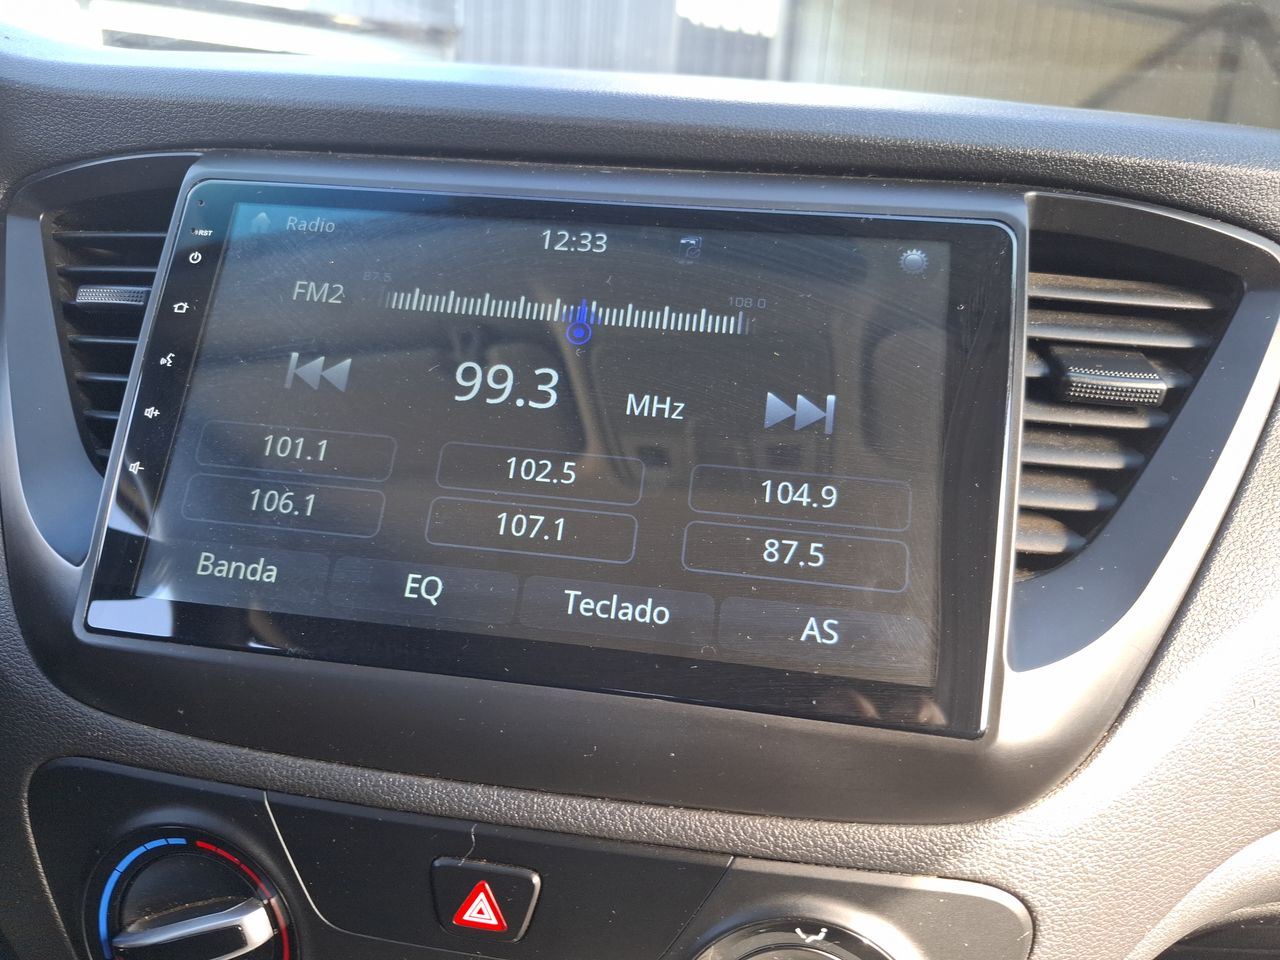 RST
Radio
12:33
FM2
87.5
108.0
99.3 MHz
101.1 102.5 104.9
106.1 107.1 87.5
Banda EQ Teclado AS